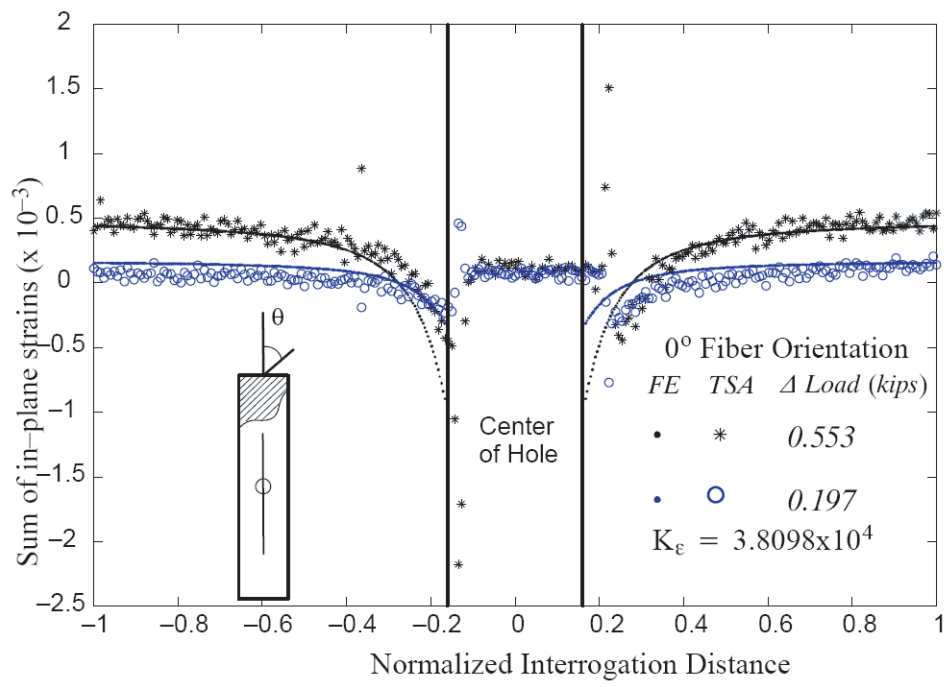 2
1.5
1
0.5
0
−0.5
−1
−1.5
−2
−2.5
Sum of in–plane strains (x 10⁻³)
θ
Center
of Hole
0° Fiber Orientation
FE TSA Δ Load (kips)
0.553
0.197
Kε = 3.8098x10⁴
−1 −0.8 −0.6 −0.4 −0.2 0 0.2 0.4 0.6 0.8 1
Normalized Interrogation Distance